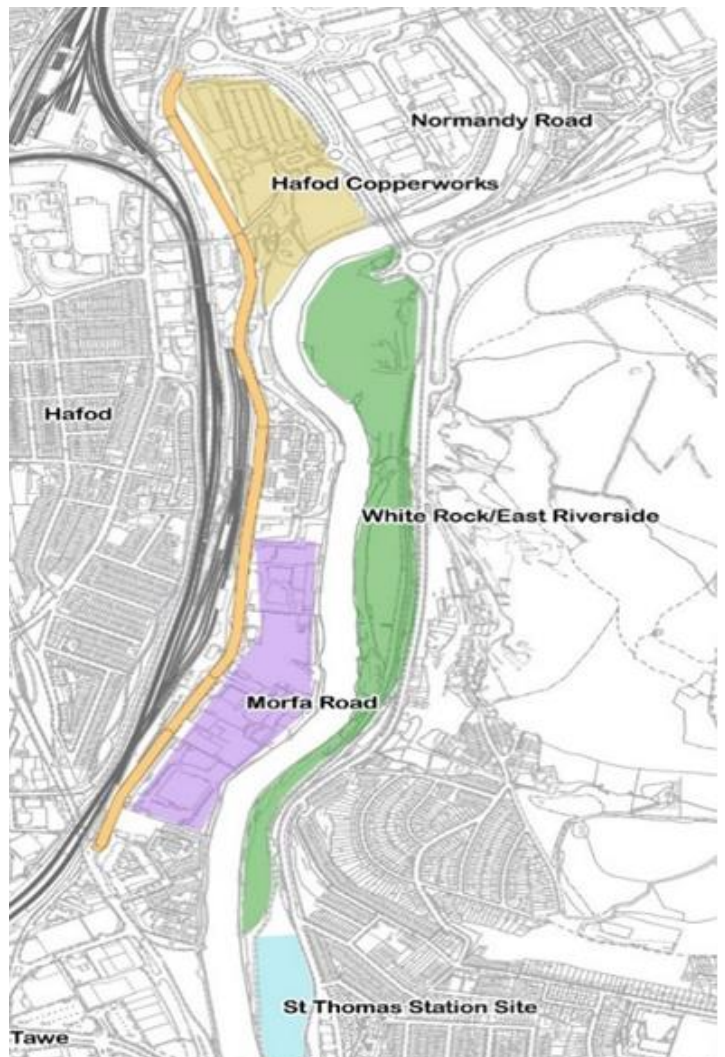 Normandy Road
Hafod Copperworks
Hafod
White Rock/East Riverside
Morfa Road
St Thomas Station Site
Tawe